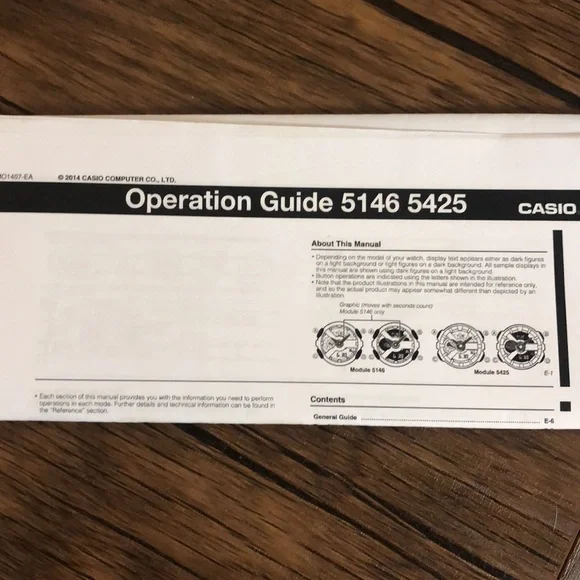 MO1407-EA © 2014 CASIO COMPUTER CO., LTD.
Operation Guide 5146 5425 CASIO
About This Manual
• Depending on the model of your watch, display text appears either as dark figures
on a light background or light figures on a dark background. All sample displays in
this manual are shown using dark figures on a light background.
• Button operations are indicated using the letters shown in the illustration.
• Note that the product illustrations in this manual are intended for reference only,
and so the actual product may appear somewhat different than depicted by an
illustration.
Graphic (moves with seconds count)
Module 5146 only
Module 5146
Module 5425
E-1
• Each section of this manual provides you with the information you need to perform
operations in each mode. Further details and technical information can be found in
the "Reference" section.
Contents
General Guide ........................ E-6